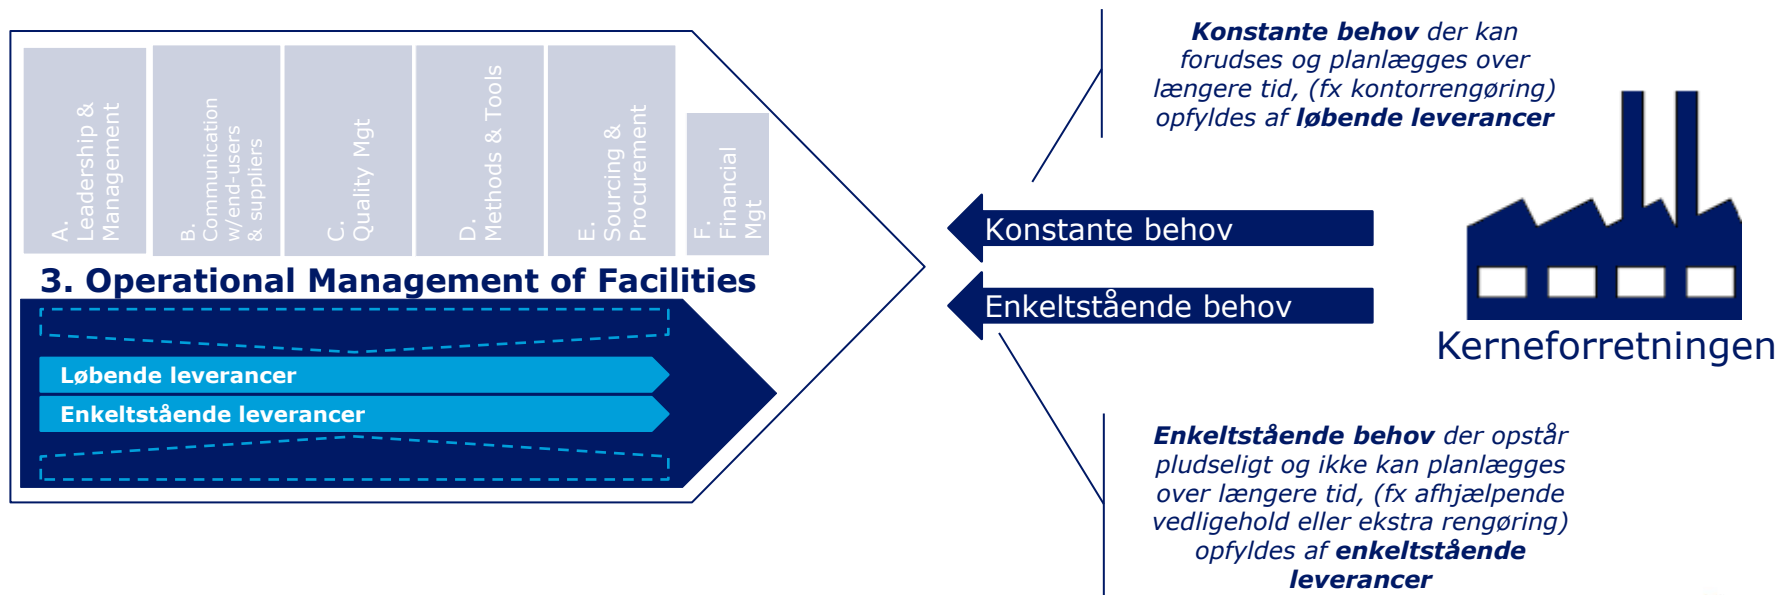 A.
Leadership &
Management
B.
Communication
w/end-users
& suppliers
C.
Quality Mgt
D.
Methods & Tools
E.
Sourcing &
Procurement
F.
Financial
Mgt
3. Operational Management of Facilities
Løbende leverancer
Enkeltstående leverancer
Konstante behov der kan
forudses og planlægges over
længere tid, (fx kontorrengøring)
opfyldes af løbende leverancer
Konstante behov
Enkeltstående behov
Kerneforretningen
Enkeltstående behov der opstår
pludseligt og ikke kan planlægges
over længere tid, (fx afhjælpende
vedligehold eller ekstra rengøring)
opfyldes af enkeltstående
leverancer